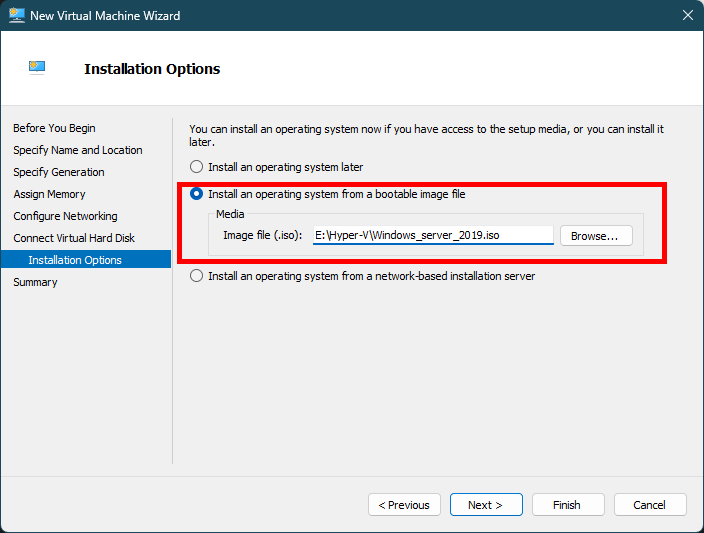 New Virtual Machine Wizard
Installation Options
Before You Begin
Specify Name and Location
Specify Generation
Assign Memory
Configure Networking
Connect Virtual Hard Disk
Installation Options
Summary
You can install an operating system now if you have access to the setup media, or you can install it
later.
Install an operating system later
Install an operating system from a bootable image file
Media
Image file (.iso): E:\Hyper-V\Windows_server_2019.iso Browse...
Install an operating system from a network-based installation server
< Previous Next > Finish Cancel